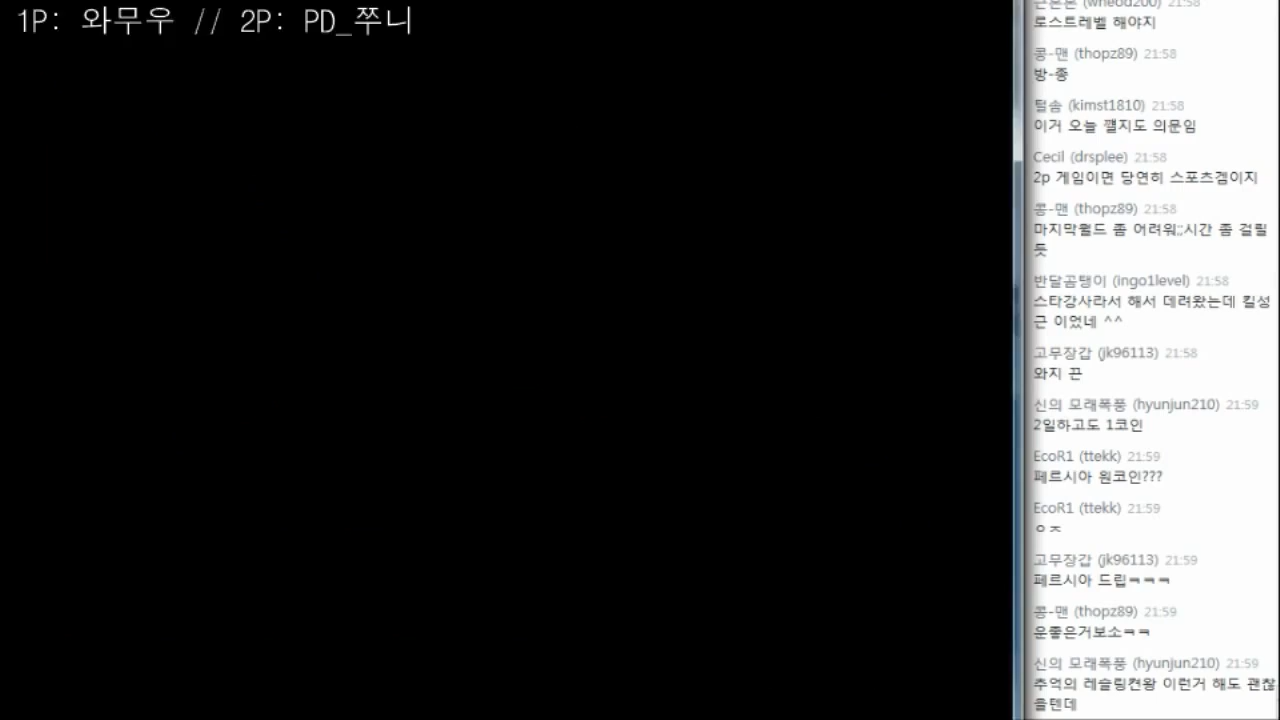 1P: 와무우 // 2P: PD_쭈니
(wheod200) 21:58
로스트레벨 해야지
콩-맨 (thopz89) 21:58
방-종
털솜 (kimst1810) 21:58
이거 오늘 깰지도 의문임
Cecil (drsplee) 21:58
2p 게임이면 당연히 스포츠겜이지
콩-맨 (thopz89) 21:58
마지막월드 좀 어려워;;시간 좀 걸릴
듯
반달곰탱이 (ingo1level) 21:58
스타강사라서 해서 데려왔는데 킬성
근 이었네 ^^
고무장갑 (jk96113) 21:58
와지 끈
신의 모래폭풍 (hyunjun210) 21:59
2일하고도 1코인
EcoR1 (ttekk) 21:59
페르시아 원코인???
EcoR1 (ttekk) 21:59
ㅇㅈ
고무장갑 (jk96113) 21:59
페르시아 드립ㅋㅋㅋ
콩-맨 (thopz89) 21:59
운좋은거보소ㅋㅋ
신의 모래폭풍 (hyunjun210) 21:59
추억의 레슬링켠왕 이런거 해도 괜찮
을텐데